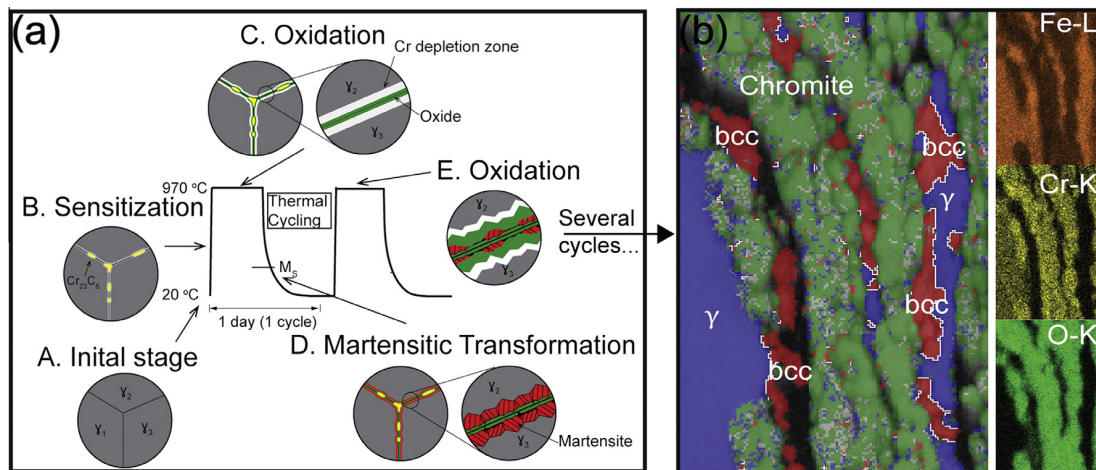 (a)
C. Oxidation
Cr depletion zone
γ2
γ3
Oxide
B. Sensitization
Cr23C6
970 °C
20 °C
Thermal
Cycling
Ms
1 day (1 cycle)
E. Oxidation
γ2
γ3
Several
cycles...
A. Inital stage
γ2
γ1
γ3
D. Martensitic Transformation
γ2
γ3
Martensite
(b)
Chromite
bcc
bcc
γ
bcc
γ
bcc
Fe-L
Cr-K
O-K